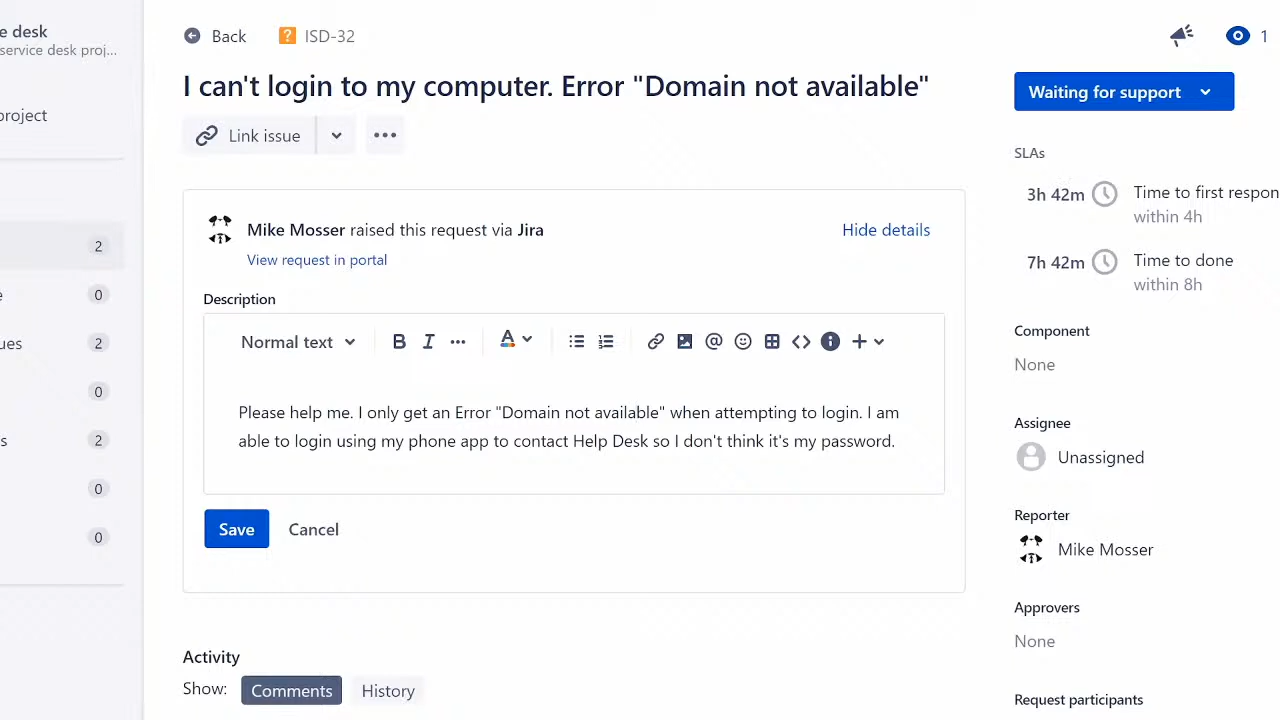 e desk
service desk proj...
project
2
e 0
ues 2
0
s 2
0
0
Back ISD-32
1
I can't login to my computer. Error "Domain not available"
Link issue
Mike Mosser raised this request via Jira
Hide details
View request in portal
Description
Normal text B I A
Please help me. I only get an Error "Domain not available" when attempting to login. I am
able to login using my phone app to contact Help Desk so I don't think it's my password.
Save Cancel
Activity
Show: Comments History
Waiting for support
SLAs
3h 42m Time to first respon
within 4h
7h 42m Time to done
within 8h
Component
None
Assignee
Unassigned
Reporter
Mike Mosser
Approvers
None
Request participants